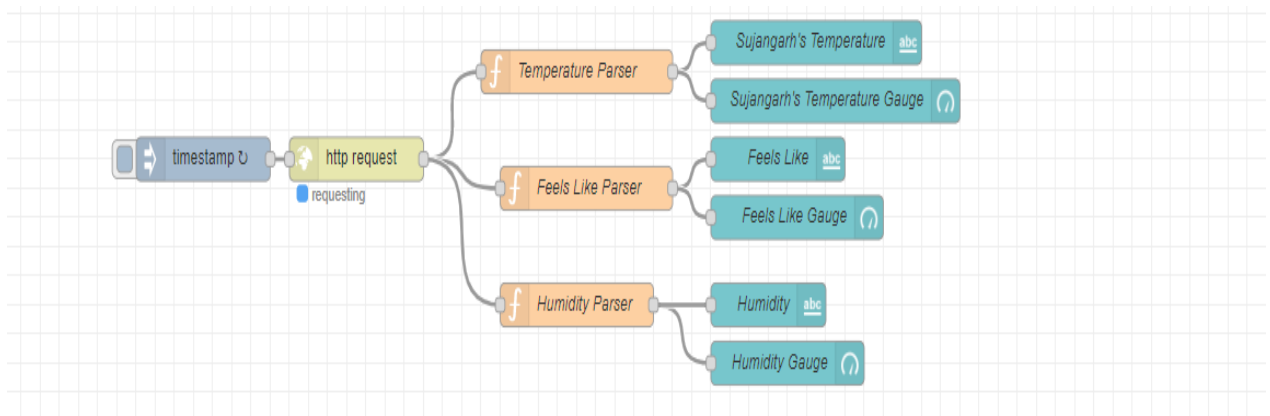 Sujangarh's Temperature abc
Temperature Parser
Sujangarh's Temperature Gauge
timestamp ↻
http request
requesting
Feels Like abc
Feels Like Parser
Feels Like Gauge
Humidity Parser
Humidity abc
Humidity Gauge